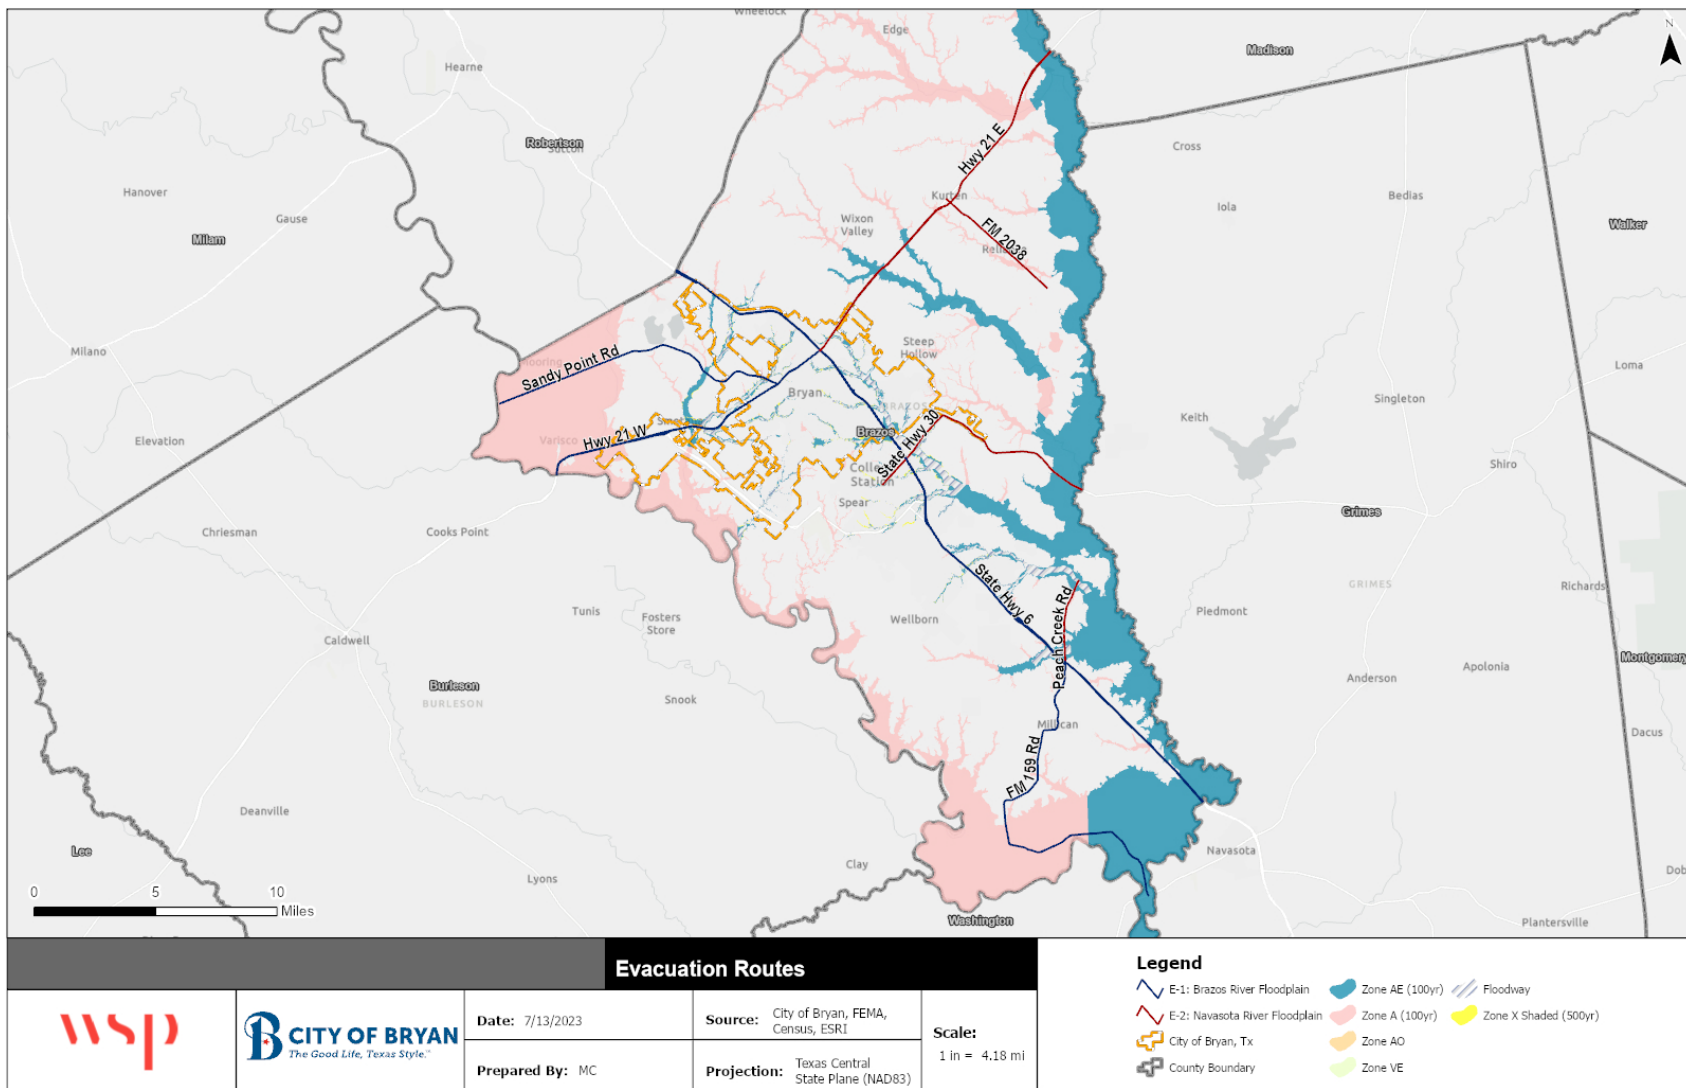 Wheelock
Edge
N
Madison
Hearne
Robertson
Sutton
Cross
Hwy 21 E
Hanover
Gause
Kurten
Bedias
Iola
Wixon
Valley
FM 2038
Milam
Walker
Milano
Steep
Hollow
Sandy Point Rd
Loma
Bryan
Singleton
BRAZOS
Keith
Elevation
Varisco
Hwy 21 W
Brazos
State Hwy 30
College
Station
Shiro
Spear
Grimes
Chriesman
Cooks Point
State Hwy 6
GRIMES
Richards
Peach Creek Rd
Tunis
Fosters
Store
Wellborn
Piedmont
Caldwell
Montgomery
Apolonia
Anderson
Burleson
BURLESON
Snook
Millican
Dacus
FM 159 Rd
Deanville
Lee
Clay
Navasota
Lyons
Dob
0 5 10
Miles
Washington
Plantersville
Evacuation Routes
wsp
B CITY OF BRYAN
The Good Life, Texas Style.™
Date: 7/13/2023
Prepared By: MC
Source: City of Bryan, FEMA,
Census, ESRI
Projection: Texas Central
State Plane (NAD83)
Scale:
1 in = 4.18 mi
Legend
E-1: Brazos River Floodplain
E-2: Navasota River Floodplain
City of Bryan, Tx
County Boundary
Zone AE (100yr)
Zone A (100yr)
Zone AO
Zone VE
Floodway
Zone X Shaded (500yr)